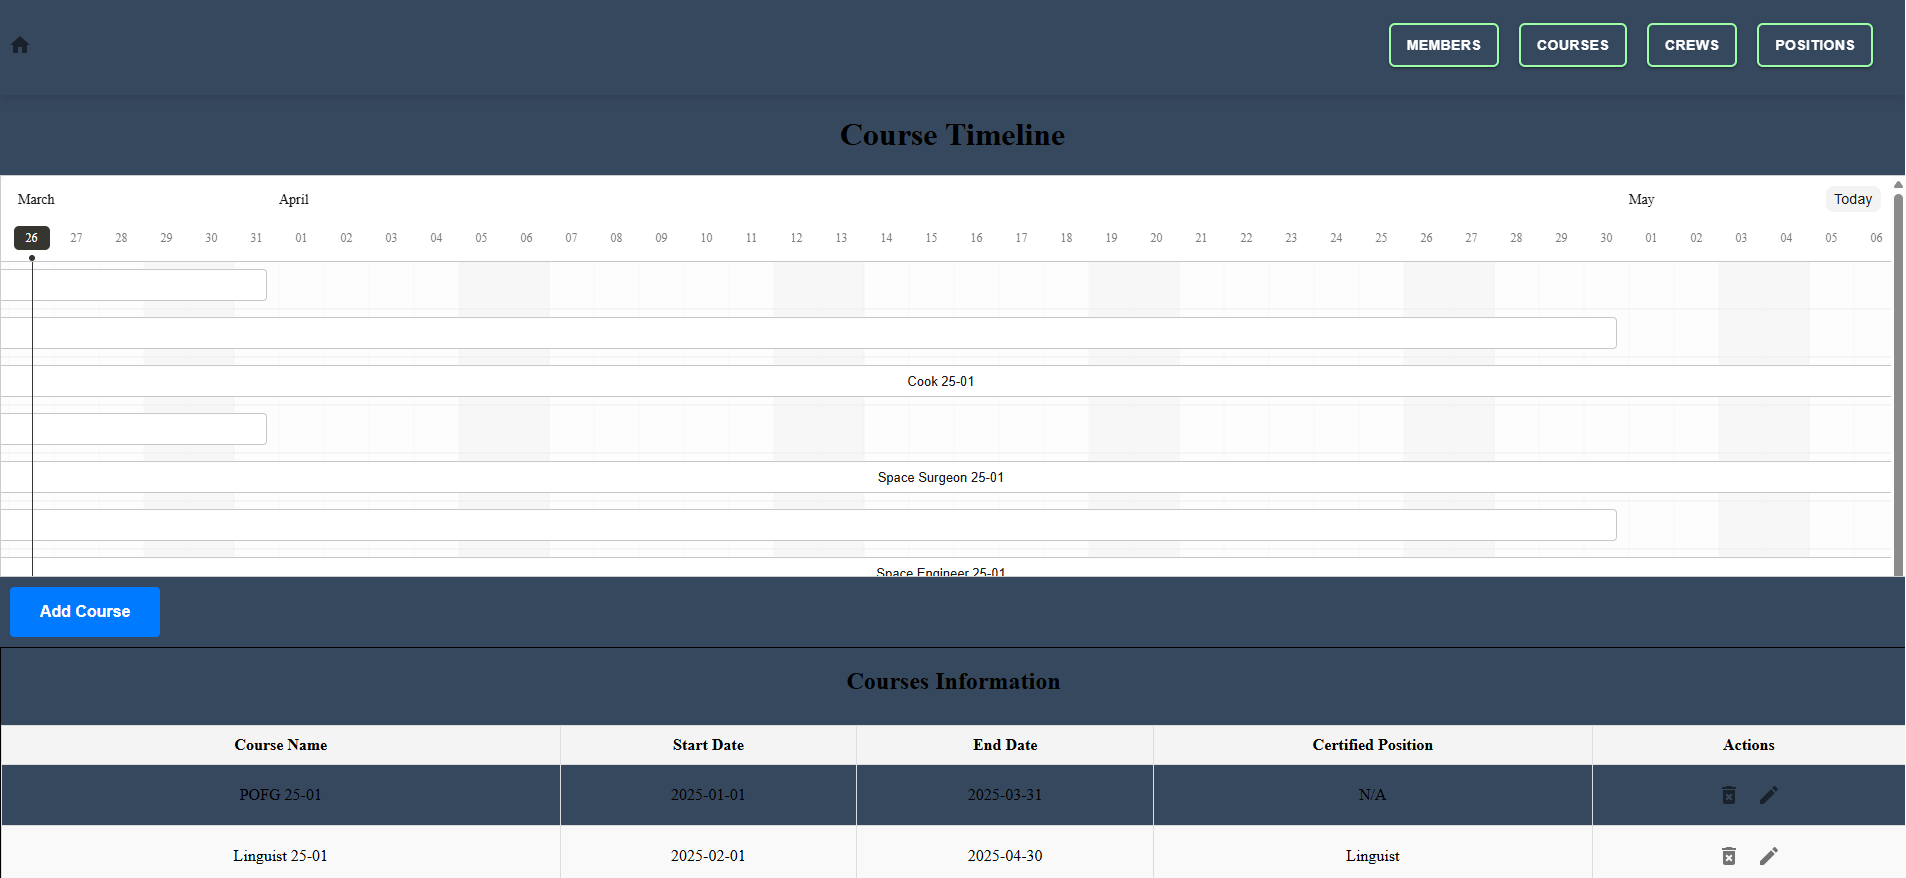 MEMBERS COURSES CREWS POSITIONS
Course Timeline
March April May Today
26 27 28 29 30 31 01 02 03 04 05 06 07 08 09 10 11 12 13 14 15 16 17 18 19 20 21 22 23 24 25 26 27 28 29 30 01 02 03 04 05 06
Cook 25-01
Space Surgeon 25-01
Space Engineer 25-01
Add Course
Courses Information
Course Name Start Date End Date Certified Position Actions
POFG 25-01 2025-01-01 2025-03-31 N/A
Linguist 25-01 2025-02-01 2025-04-30 Linguist